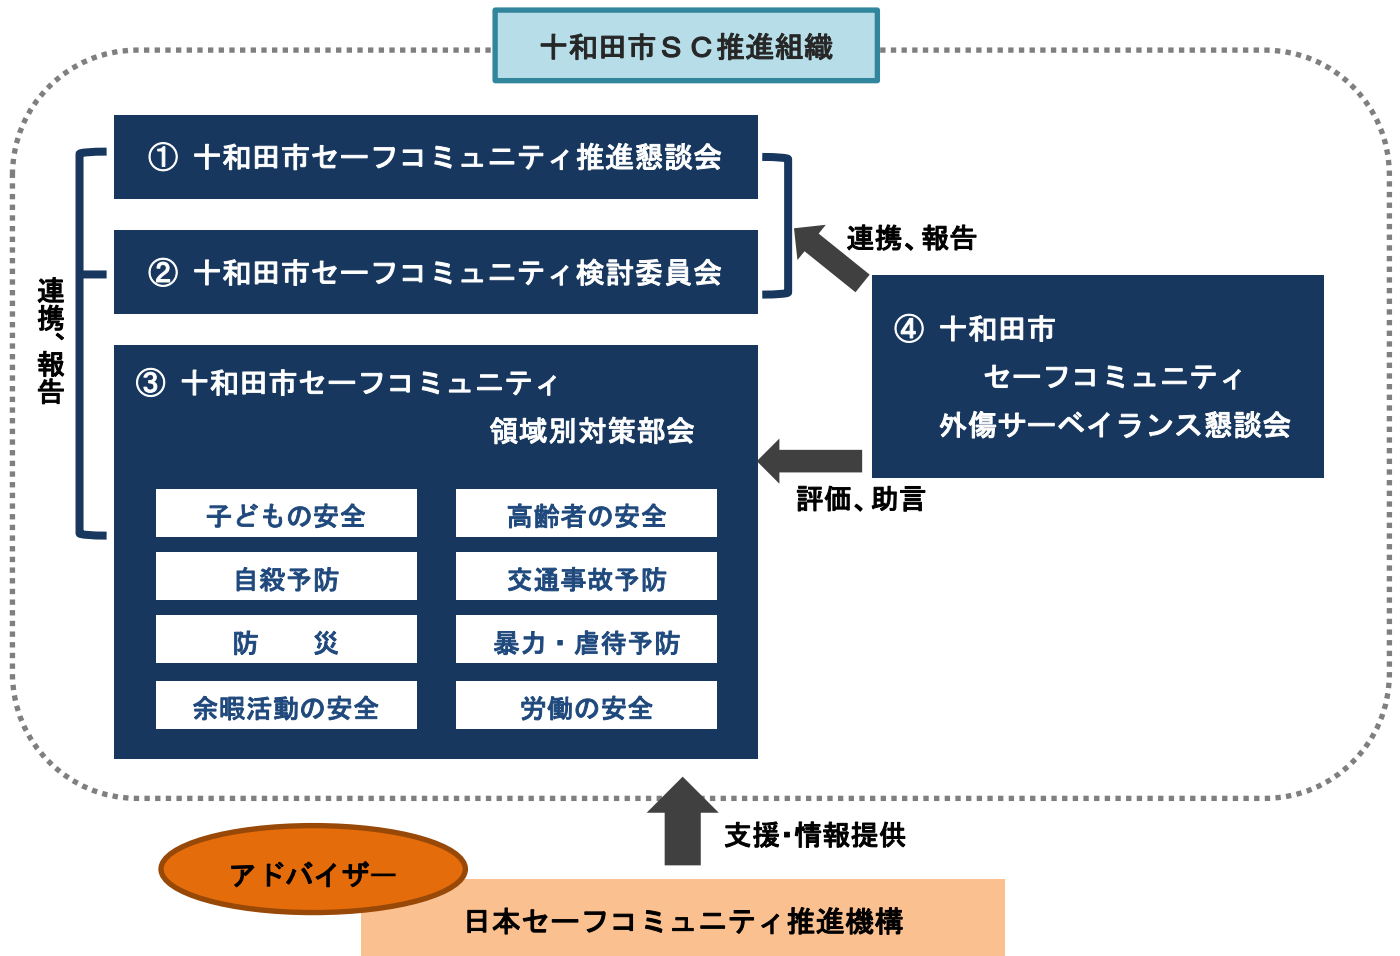 十和田市ＳＣ推進組織
① 十和田市セーフコミュニティ推進懇談会
② 十和田市セーフコミュニティ検討委員会
連携、報告
連携、報告
③ 十和田市セーフコミュニティ
領域別対策部会
子どもの安全
高齢者の安全
自殺予防
交通事故予防
防　　災
暴力・虐待予防
余暇活動の安全
労働の安全
④ 十和田市
セーフコミュニティ
外傷サーベイランス懇談会
評価、助言
支援・情報提供
アドバイザー
日本セーフコミュニティ推進機構